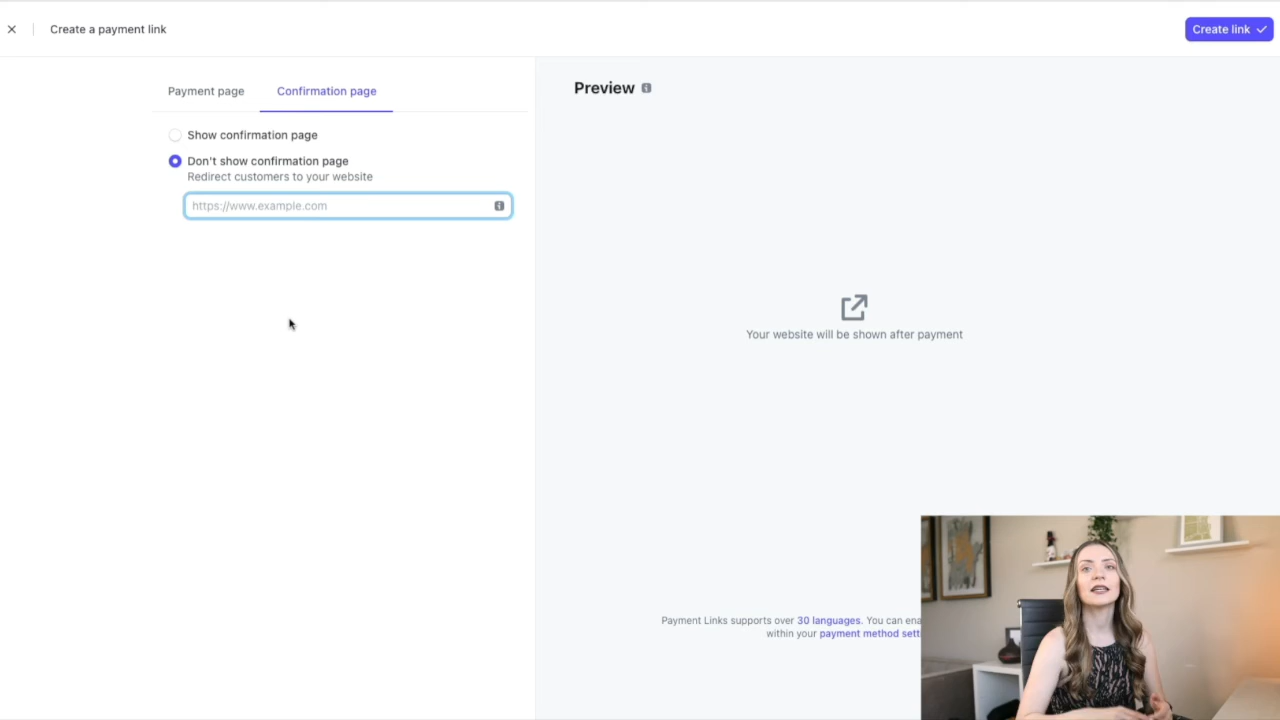 Create a payment link
Create link
Payment page
Confirmation page
Show confirmation page
Don't show confirmation page
Redirect customers to your website
https://www.example.com
Preview
Your website will be shown after payment
Payment Links supports over 30 languages. You can
within your payment method